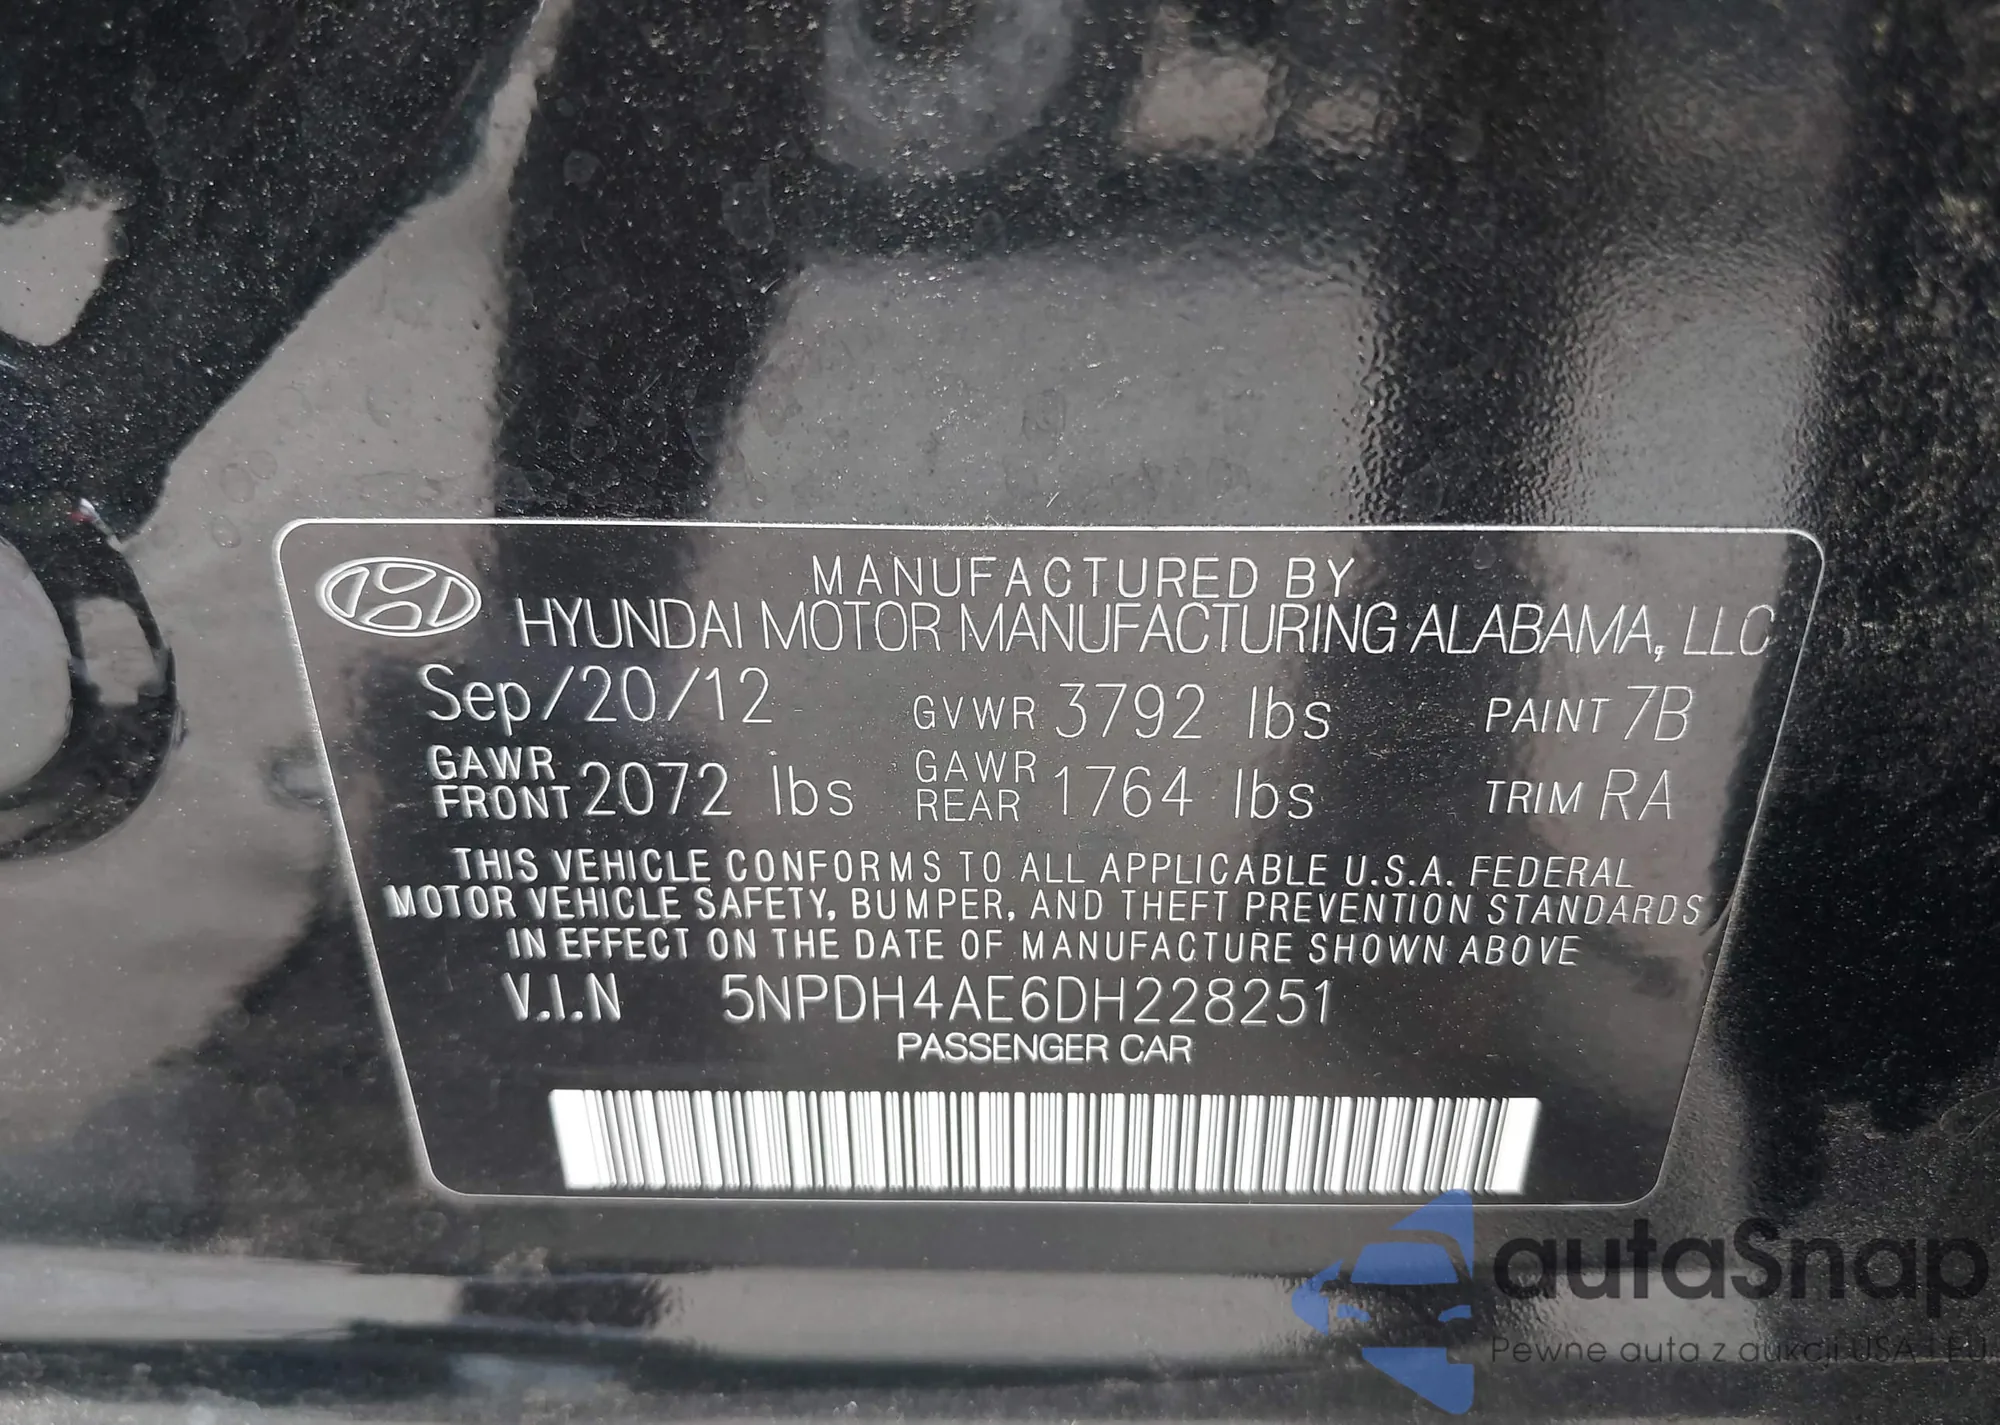 MANUFACTURED BY
HYUNDAI MOTOR MANUFACTURING ALABAMA, LLC
Sep/20/12 GVWR 3792 lbs PAINT 7B
GAWR FRONT 2072 lbs GAWR REAR 1764 lbs TRIM RA
THIS VEHICLE CONFORMS TO ALL APPLICABLE U.S.A. FEDERAL
MOTOR VEHICLE SAFETY, BUMPER, AND THEFT PREVENTION STANDARDS
IN EFFECT ON THE DATE OF MANUFACTURE SHOWN ABOVE
V.I.N 5NPDH4AE6DH228251
PASSENGER CAR
autaSnap
Pewne auta z aukcji USA i EU